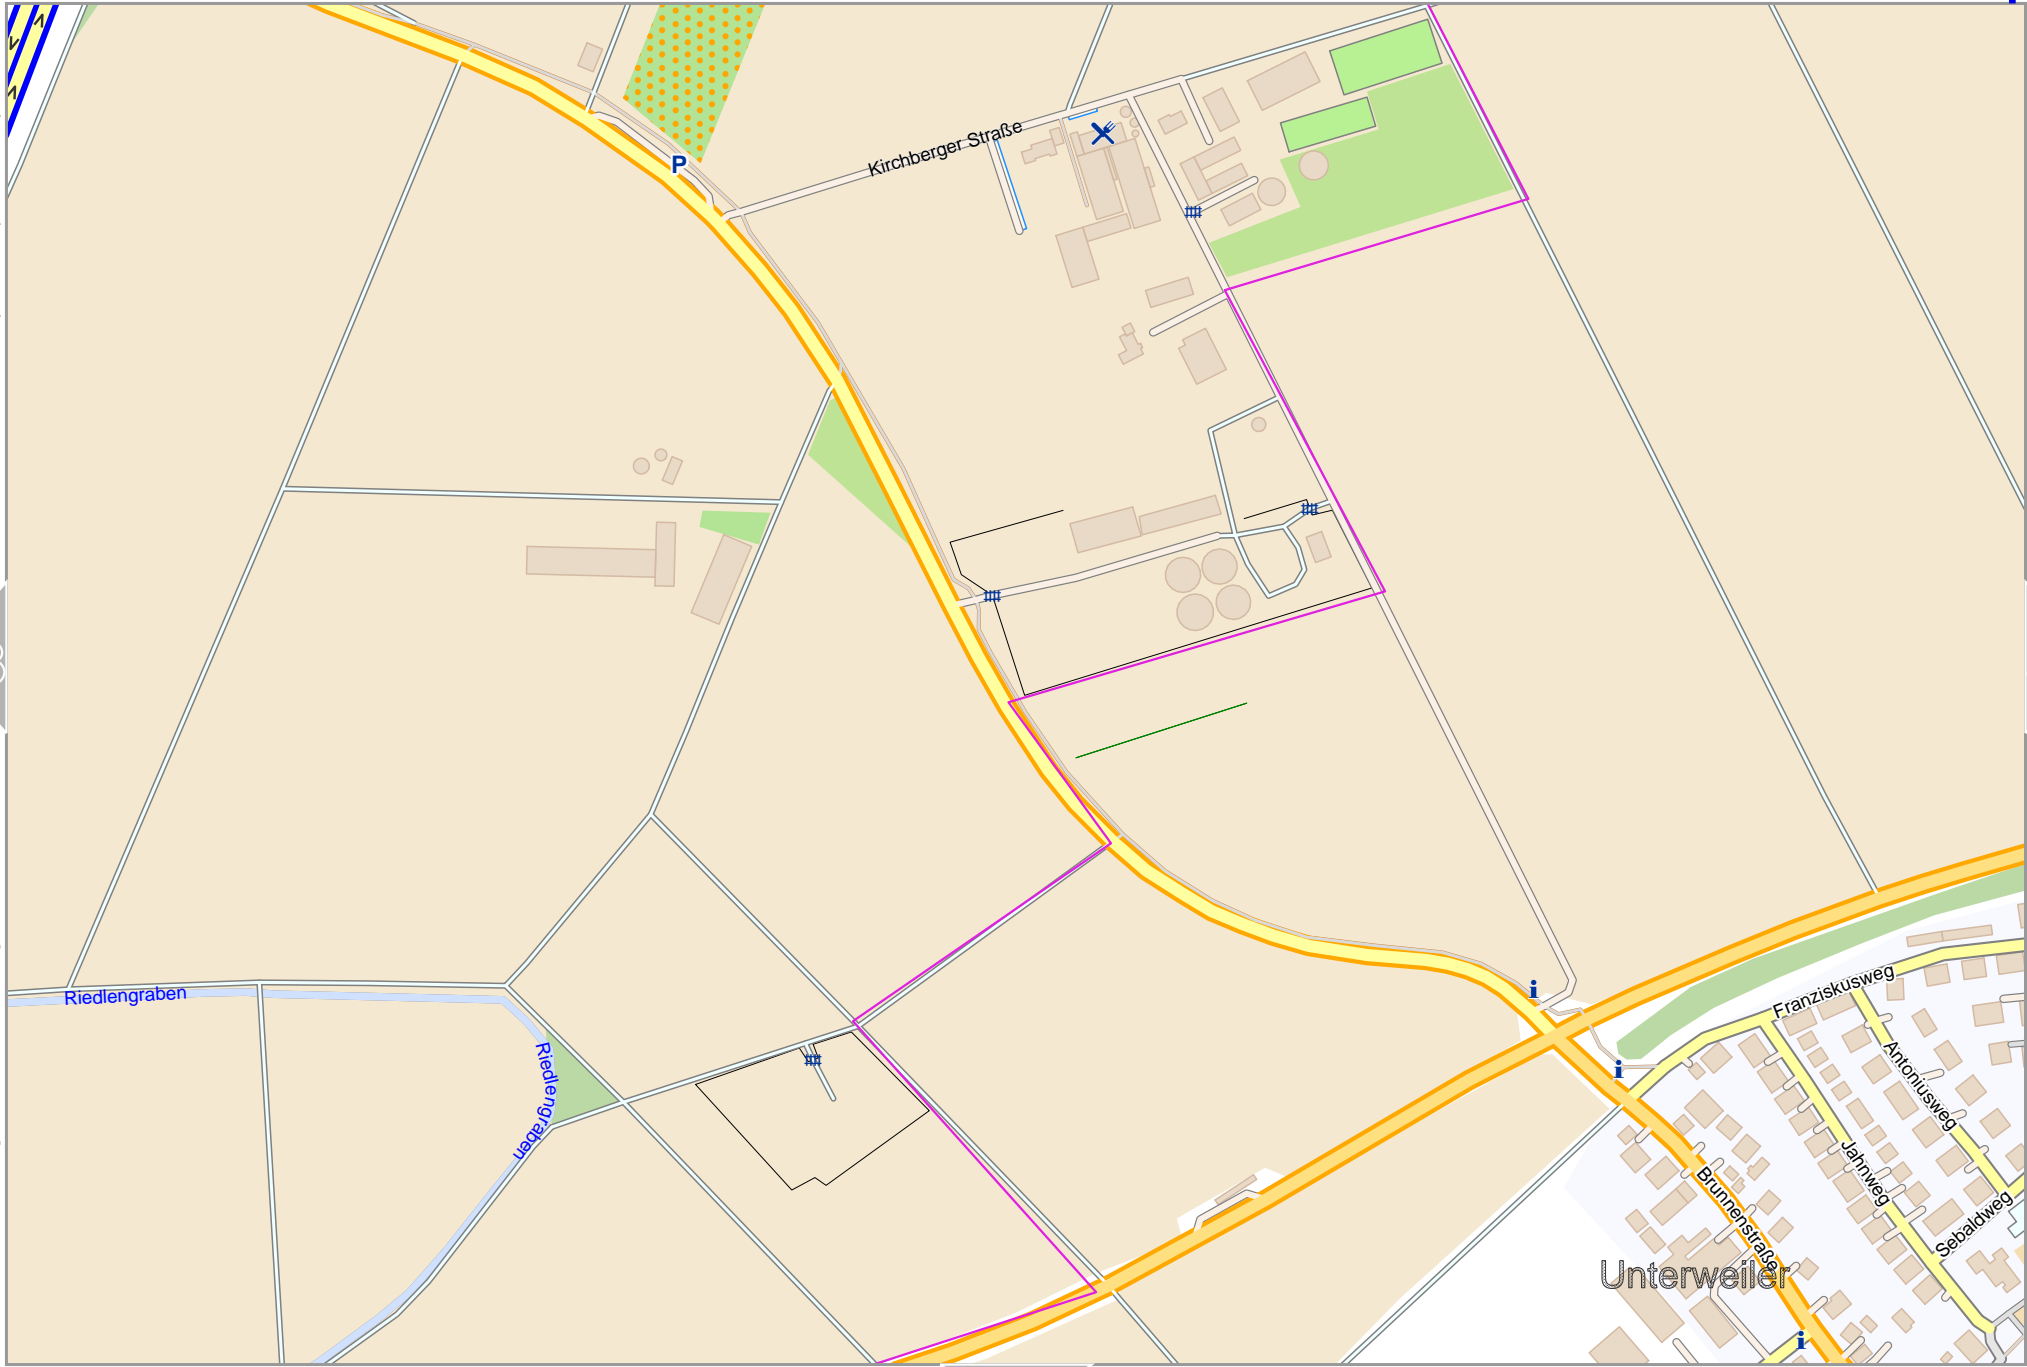 P
Kirchberger Straße
Riedlengraben
Riedlengraben
i
i
Franziskusweg
Antoniusweg
Jahnweg
Brunnenstraße
Sebaldweg
Unterweiler
i